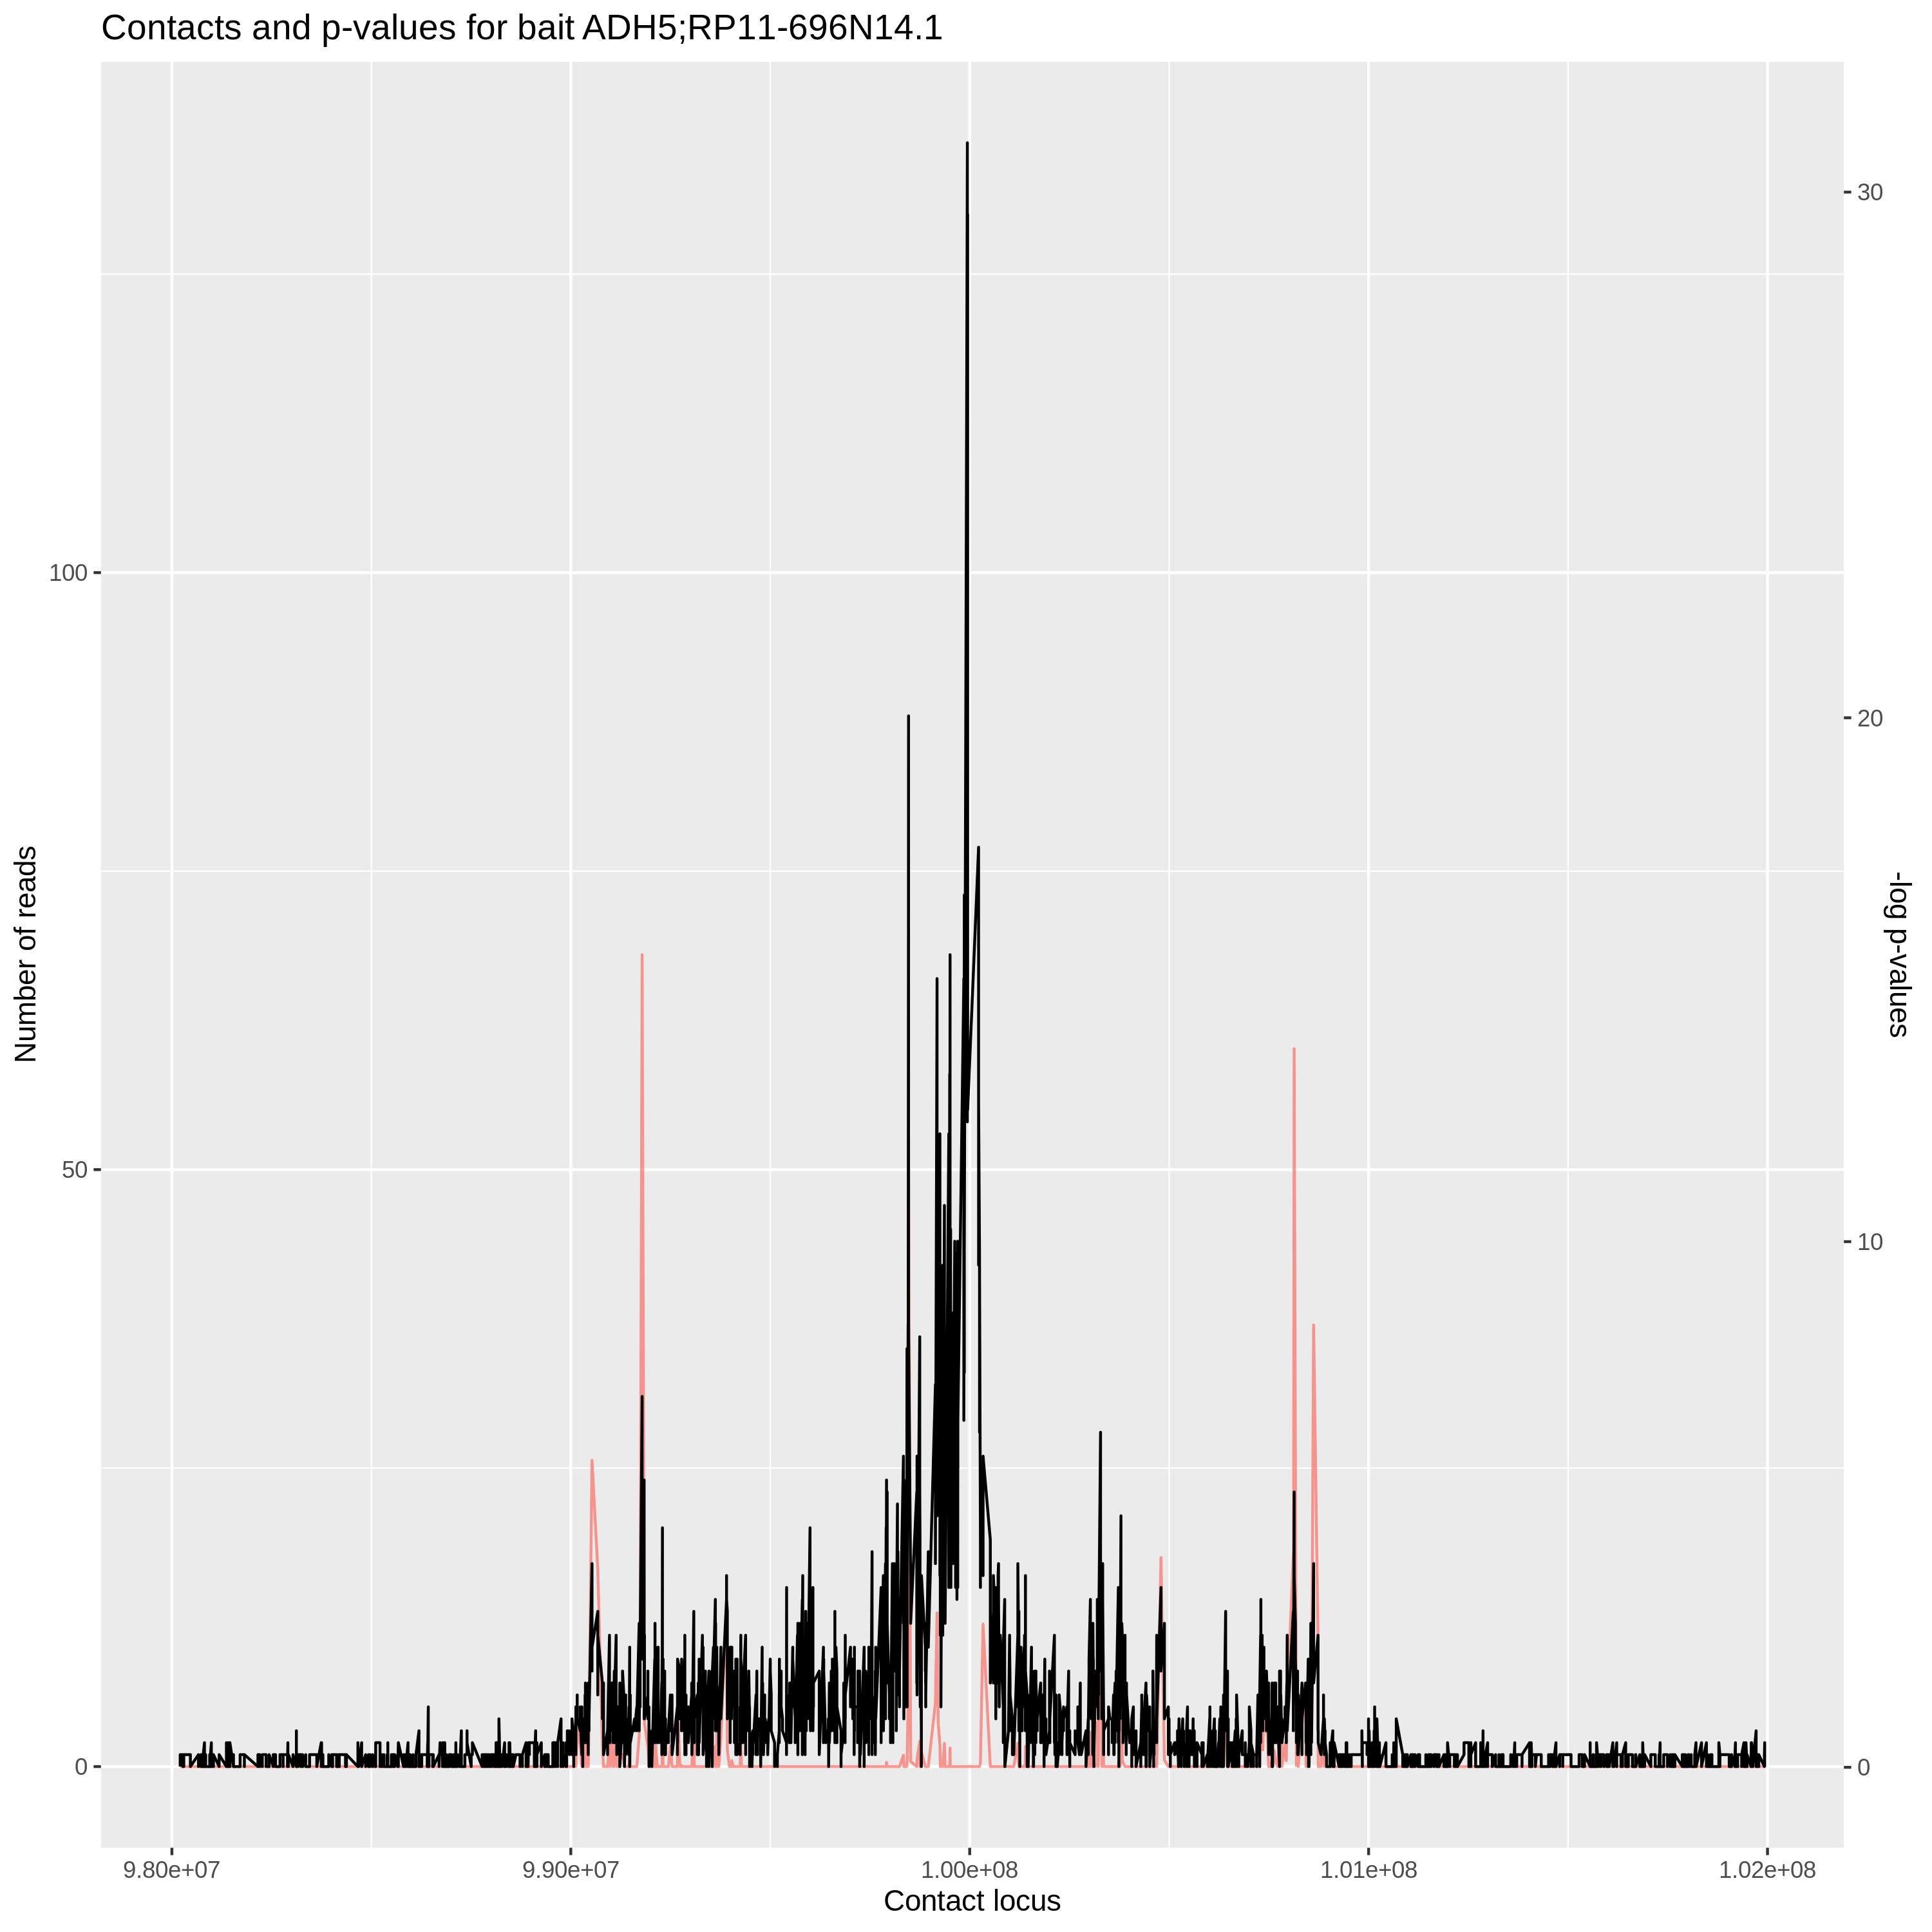 Contacts and p-values for bait ADH5;RP11-696N14.1
Number of reads
100
50
0
30
20
10
0
-log p-values
9.80e+07
9.90e+07
1.00e+08
1.01e+08
1.02e+08
Contact locus